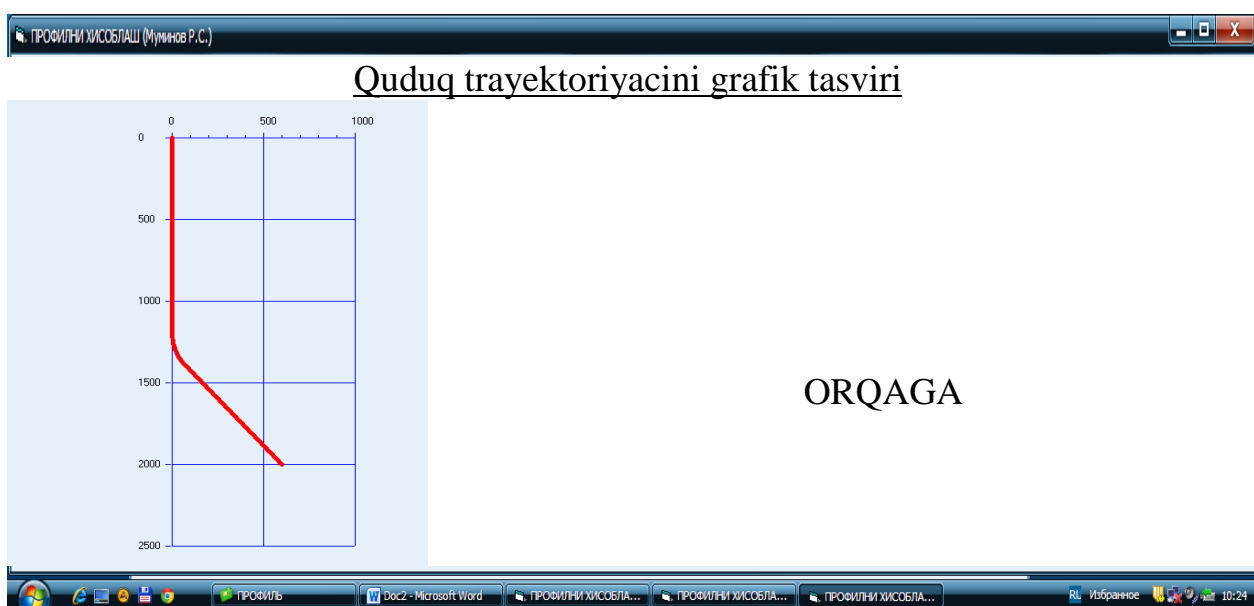 ПРОФИЛНИ ХИСОБЛАШ (Муминов Р.С.)
Quduq trayektoriyacini grafik tasviri
0 500 1000
0
500
1000
1500
2000
2500
ORQAGA
ПРОФИЛЬ Doc2 - Microsoft Word ПРОФИЛНИ ХИСОБЛА... ПРОФИЛНИ ХИСОБЛА... ПРОФИЛНИ ХИСОБЛА... RL Избранное 10:24